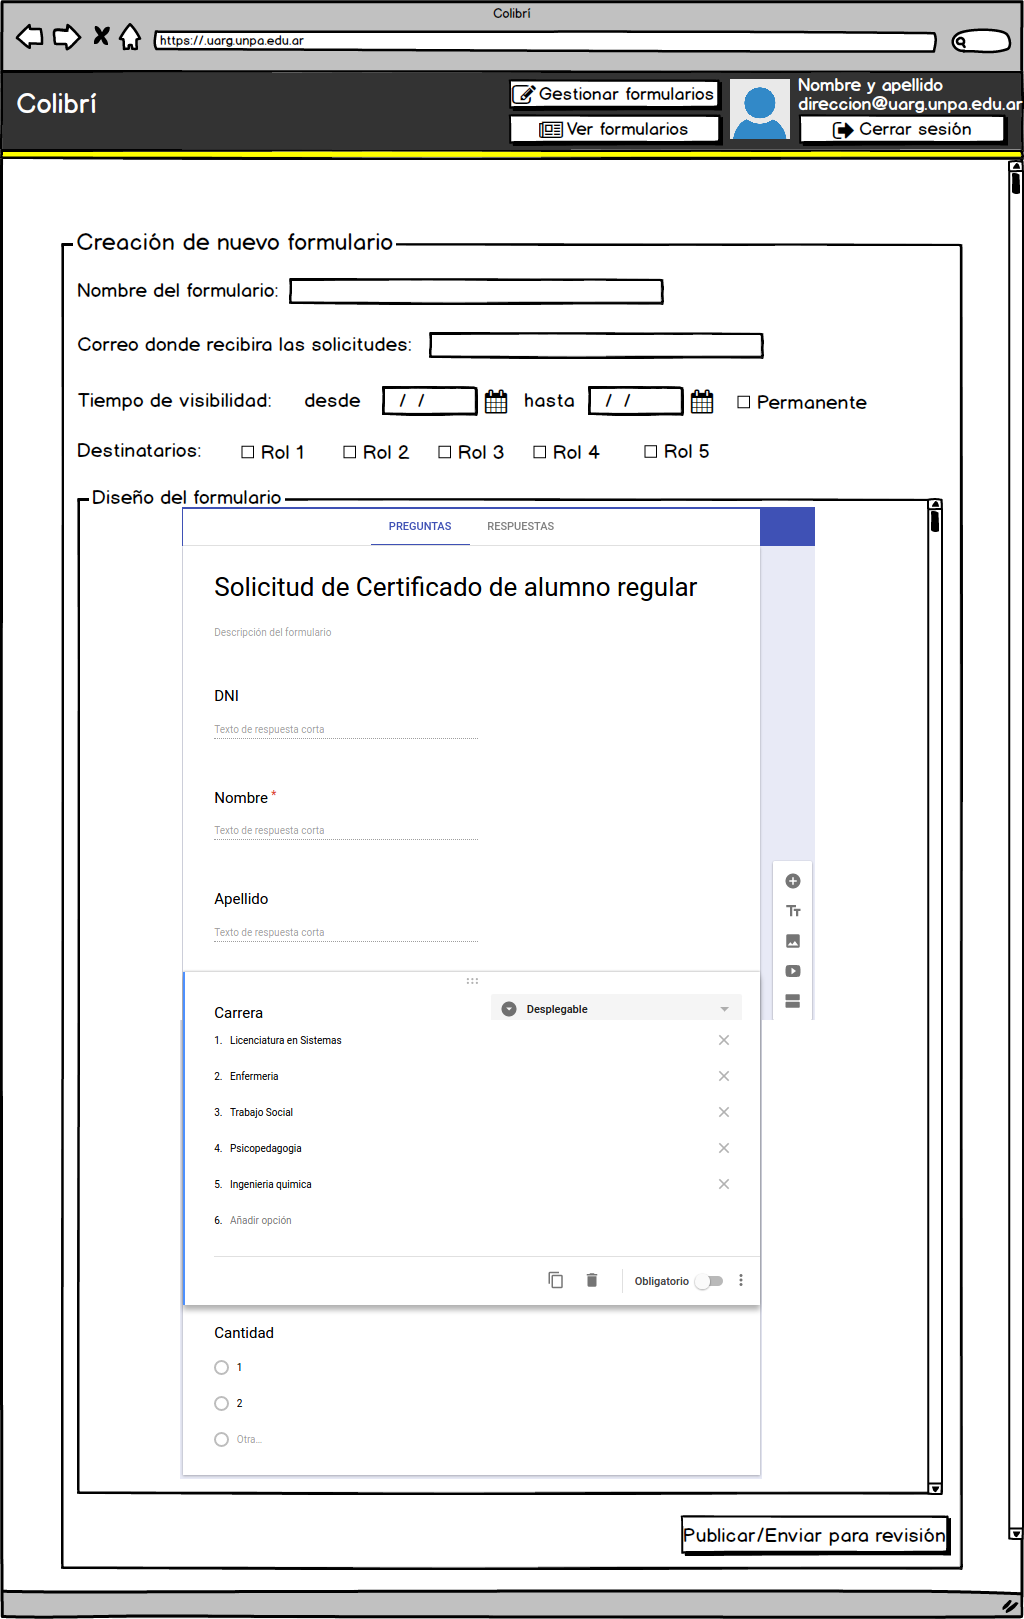 Colibrí
https://.uarg.unpa.edu.ar
Colibrí
Gestionar formularios
Ver formularios
Nombre y apellido
direccion@uarg.unpa.edu.ar
Cerrar sesión
Creación de nuevo formulario
Nombre del formulario:
Correo donde recibira las solicitudes:
Tiempo de visibilidad: desde / / hasta / / Permanente
Destinatarios: Rol 1 Rol 2 Rol 3 Rol 4 Rol 5
Diseño del formulario
PREGUNTAS RESPUESTAS
Solicitud de Certificado de alumno regular
Descripción del formulario
DNI
Texto de respuesta corta
Nombre *
Texto de respuesta corta
Apellido
Texto de respuesta corta
Carrera
Desplegable
1. Licenciatura en Sistemas
2. Enfermeria
3. Trabajo Social
4. Psicopedagogia
5. Ingenieria quimica
6. Añadir opción
Obligatorio
Cantidad
1
2
Otra...
Publicar/Enviar para revisión